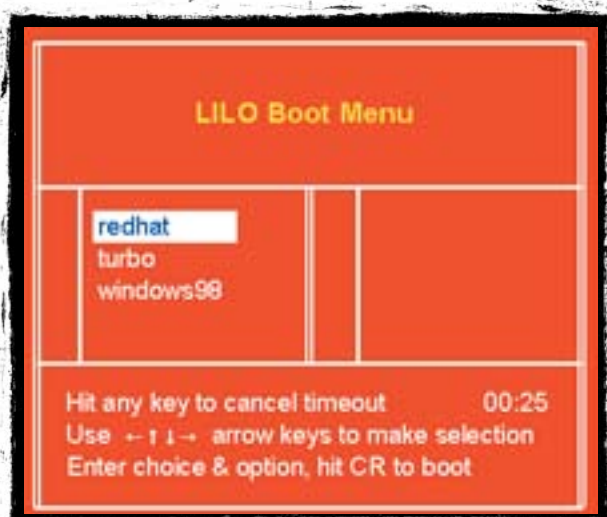 LILO Boot Menu
redhat
turbo
windows98
Hit any key to cancel timeout 00:25
Use ←↑↓→ arrow keys to make selection
Enter choice & option, hit CR to boot